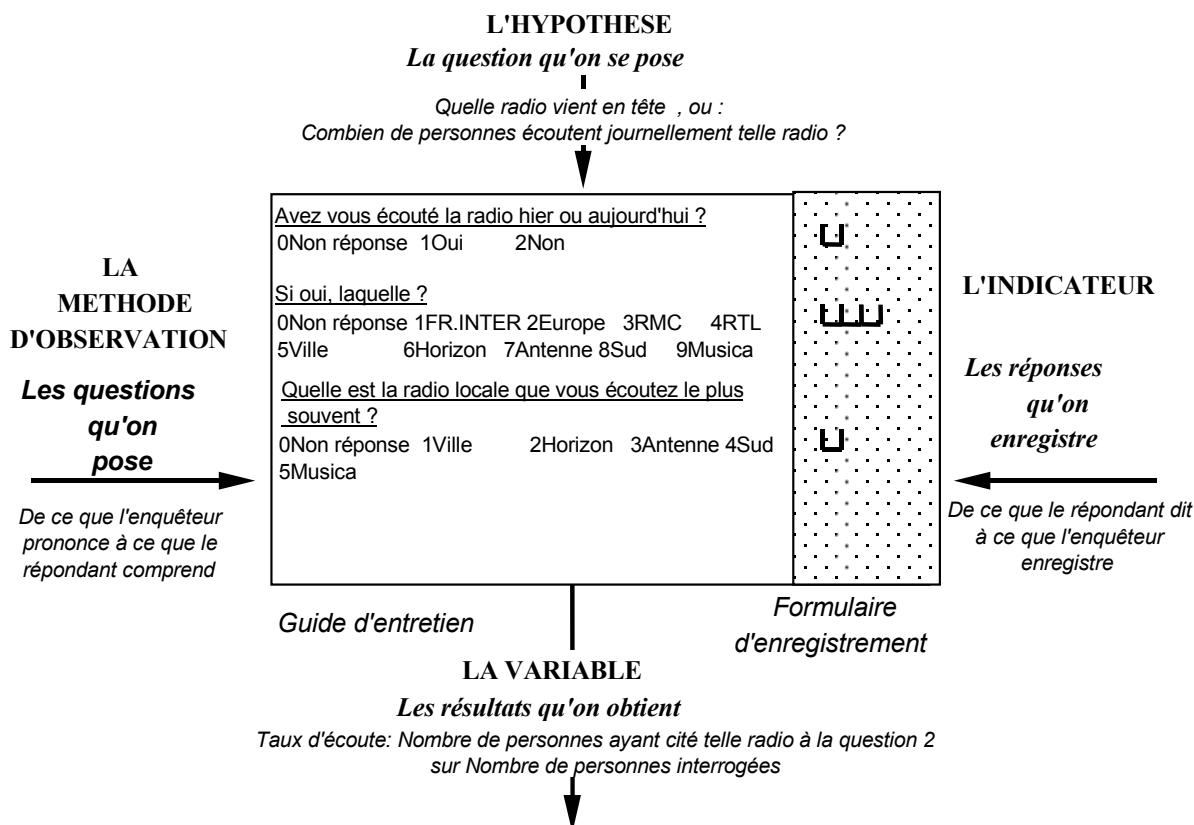 L'HYPOTHESE
La question qu'on se pose
Quelle radio vient en tête , ou :
Combien de personnes écoutent journellement telle radio ?
LA
METHODE
D'OBSERVATION
Les questions
qu'on
pose
De ce que l'enquêteur
prononce à ce que le
répondant comprend
Avez vous écouté la radio hier ou aujourd'hui ?
0Non réponse 1Oui 2Non
Si oui, laquelle ?
0Non réponse 1FR.INTER 2Europe 3RMC 4RTL
5Ville 6Horizon 7Antenne 8Sud 9Musica
Quelle est la radio locale que vous écoutez le plus
souvent ?
0Non réponse 1Ville 2Horizon 3Antenne 4Sud
5Musica
L'INDICATEUR
Les réponses
qu'on
enregistre
De ce que le répondant dit
à ce que l'enquêteur
enregistre
Guide d'entretien
Formulaire
d'enregistrement
LA VARIABLE
Les résultats qu'on obtient
Taux d'écoute: Nombre de personnes ayant cité telle radio à la question 2
sur Nombre de personnes interrogées